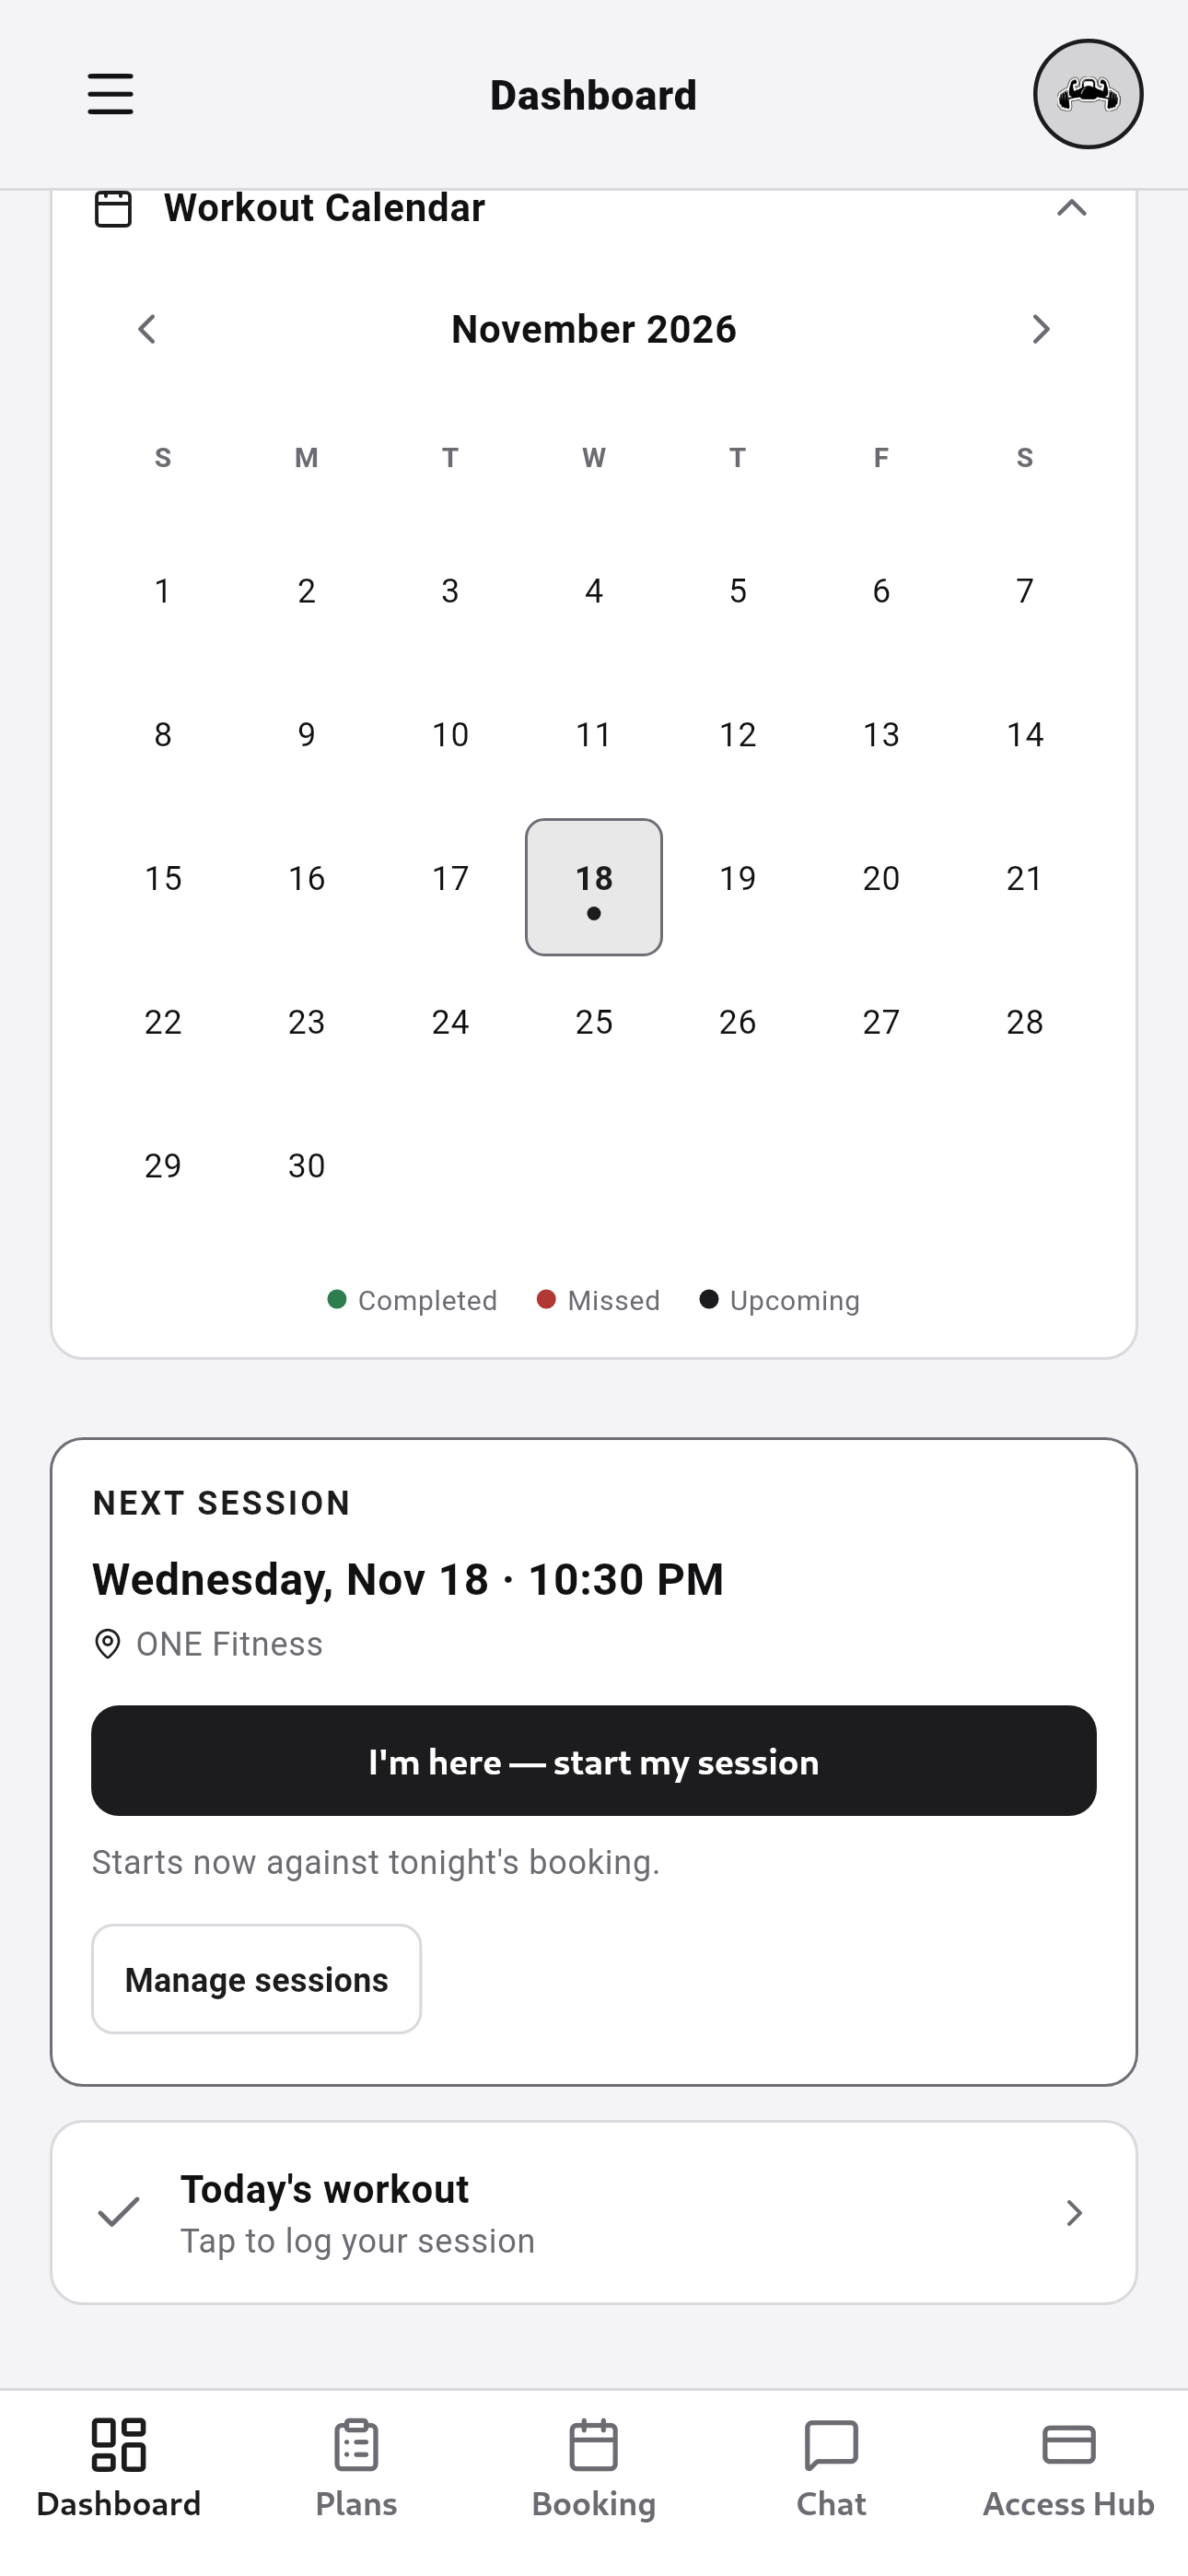 Dashboard
Workout Calendar
November 2026
S M T W T F S
1 2 3 4 5 6 7
8 9 10 11 12 13 14
15 16 17 18 19 20 21
22 23 24 25 26 27 28
29 30
Completed Missed Upcoming
NEXT SESSION
Wednesday, Nov 18 · 10:30 PM
ONE Fitness
I'm here — start my session
Starts now against tonight's booking.
Manage sessions
Today's workout
Tap to log your session
Dashboard Plans Booking Chat Access Hub